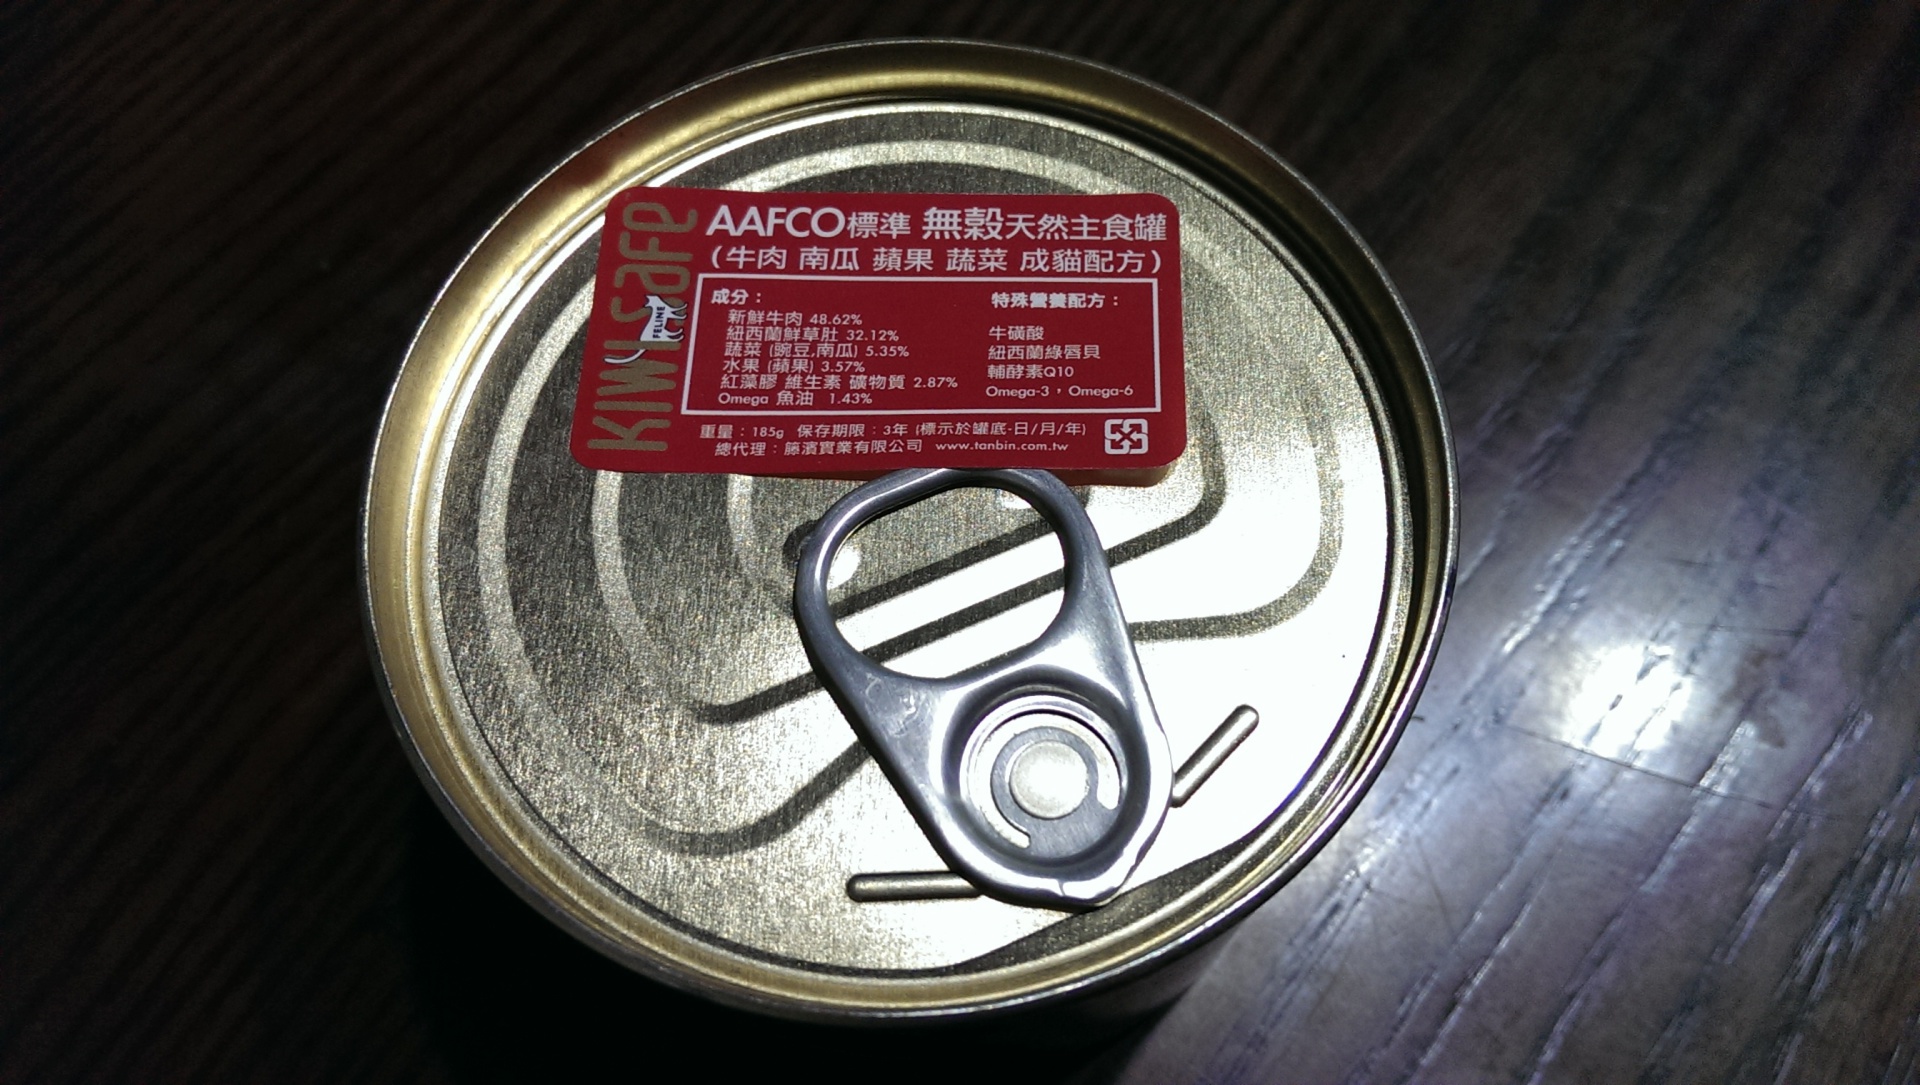 KIWISAFE
FELINE
AAFCO標準 無穀天然主食罐
(牛肉 南瓜 蘋果 蔬菜 成貓配方)
成分：
新鮮牛肉 48.62%
紐西蘭鮮草肚 32.12%
蔬菜 (豌豆,南瓜) 5.35%
水果 (蘋果) 3.57%
紅藻膠 維生素 礦物質 2.87%
Omega 魚油 1.43%
特殊營養配方：
牛磺酸
紐西蘭綠唇貝
輔酵素Q10
Omega-3，Omega-6
重量：185g 保存期限：3年 (標示於罐底-日/月/年)
總代理：籐濱實業有限公司 www.tanbin.com.tw